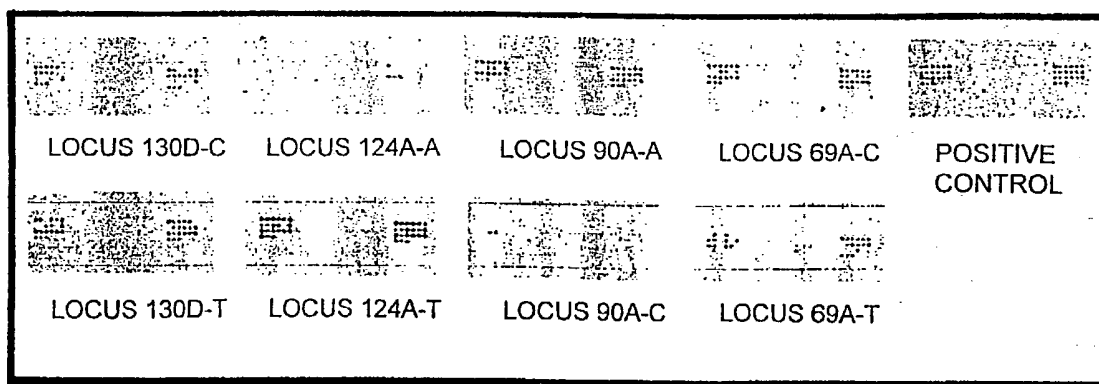 LOCUS 130D-C LOCUS 124A-A LOCUS 90A-A LOCUS 69A-C POSITIVE
CONTROL
LOCUS 130D-T LOCUS 124A-T LOCUS 90A-C LOCUS 69A-T